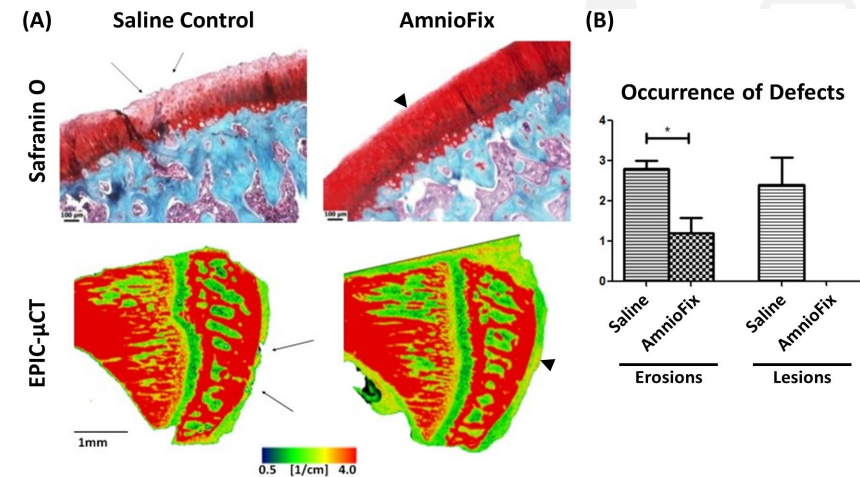 (A)
Saline Control
AmnioFix
(B)
Safranin O
100 μm
100 μm
EPIC-μCT
1mm
0.5 [1/cm] 4.0
Occurrence of Defects
4
3
2
1
0
*
Saline
AmnioFix
Saline
AmnioFix
Erosions
Lesions